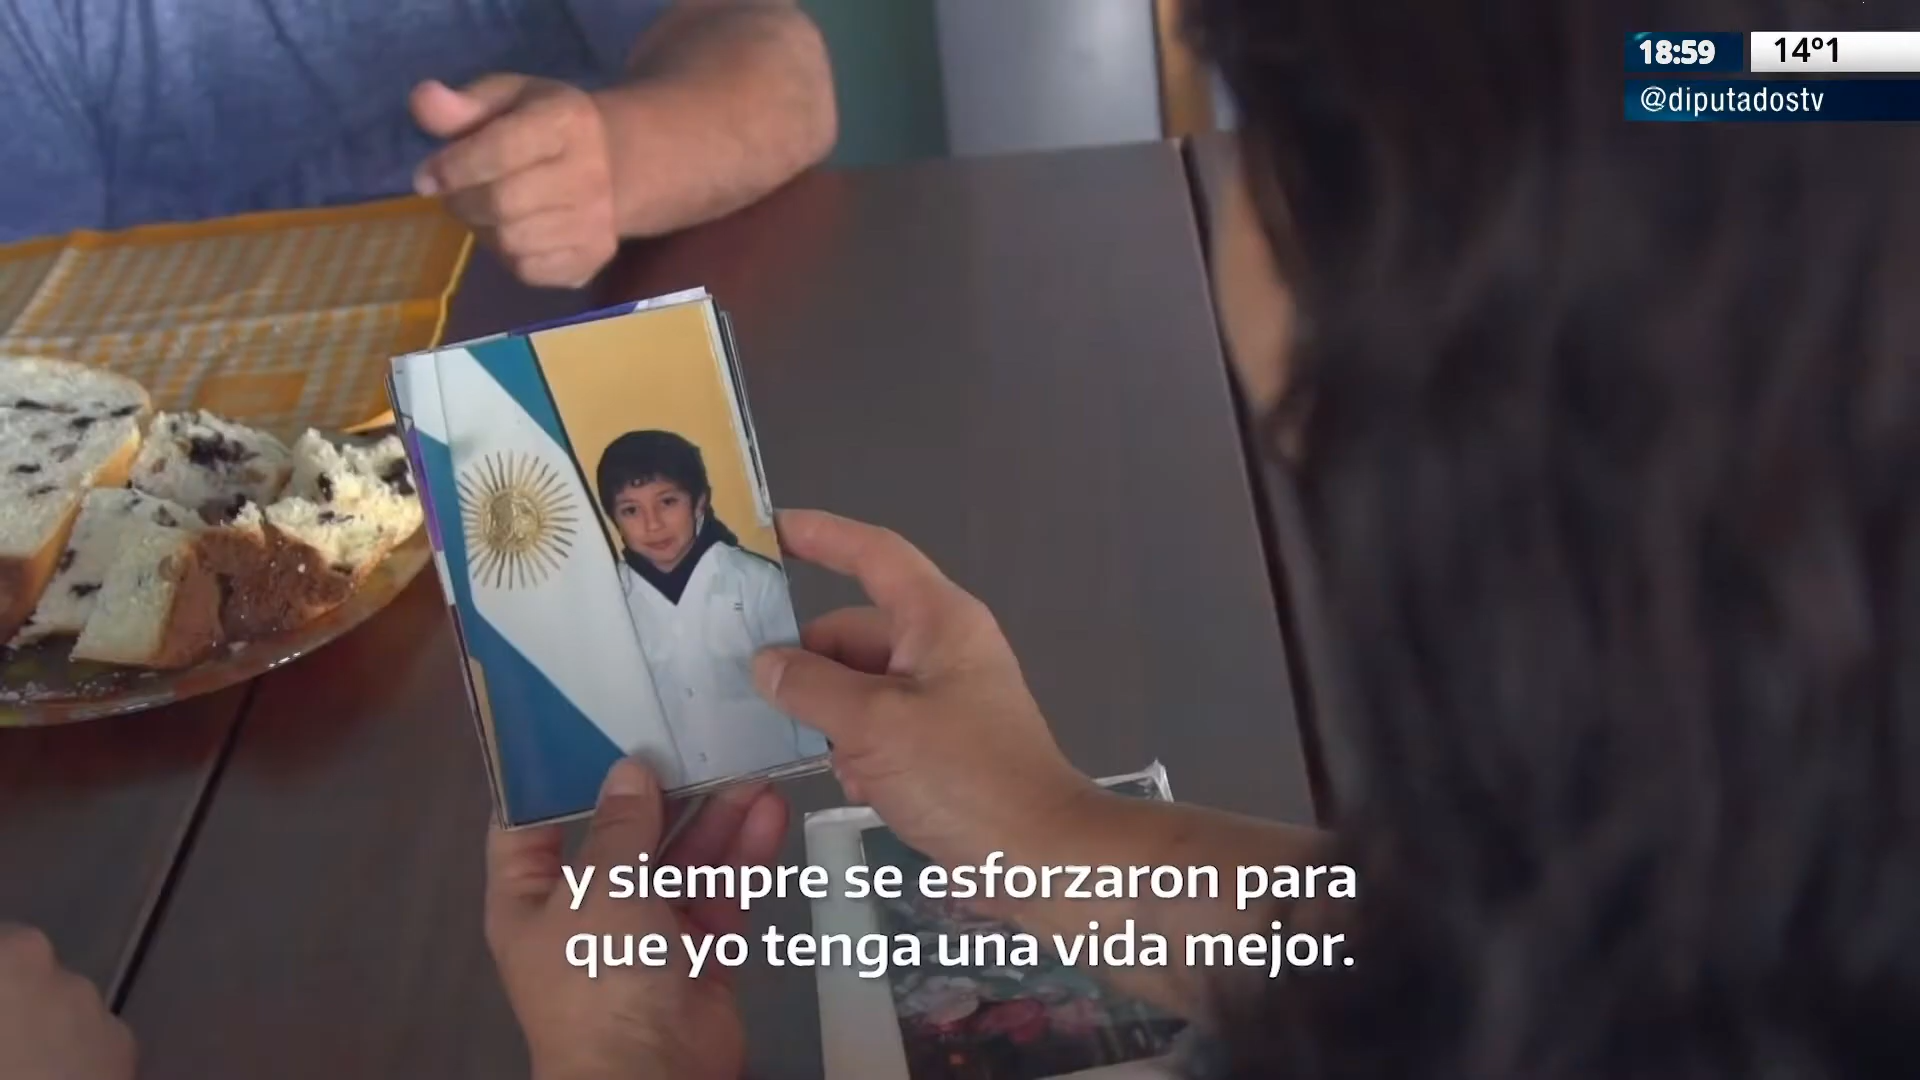 18:59 14º1
@diputadostv
y siempre se esforzaron para
que yo tenga una vida mejor.